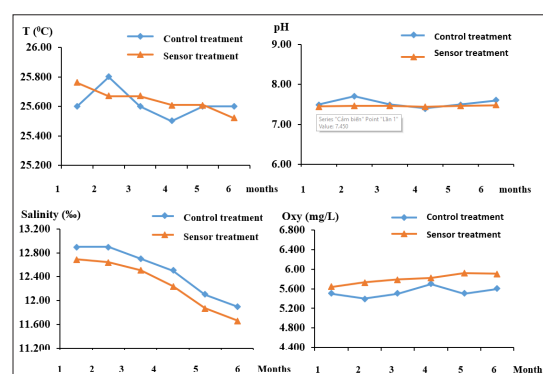 T (⁰C)
26.00
25.800
25.600
25.400
25.200
Control treatment
Sensor treatment
1 2 3 4 5 6 months
pH
9.00
8.00
7.00
6.00
Control treatment
Sensor treatment
Series "Cảm biến" Point "Lần 1"
Value: 7.450
1 2 3 4 5 6 months
Salinity (‰)
13.200
12.800
12.400
12.00
11.600
11.200
Control treatment
Sensor treatment
1 2 3 4 5 6 Months
Oxy (mg/L)
6.800
6.00
5.600
5.200
4.800
4.400
Control treatment
Sensor treatment
1 2 3 4 5 6 Months